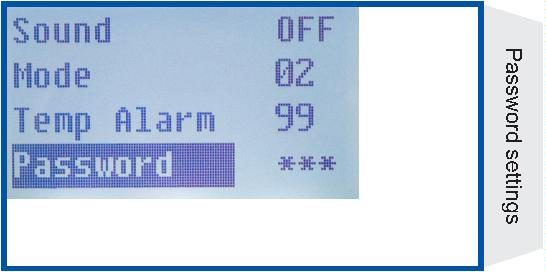 Sound OFF
Mode 02
Temp Alarm 99
Password ***
Password settings